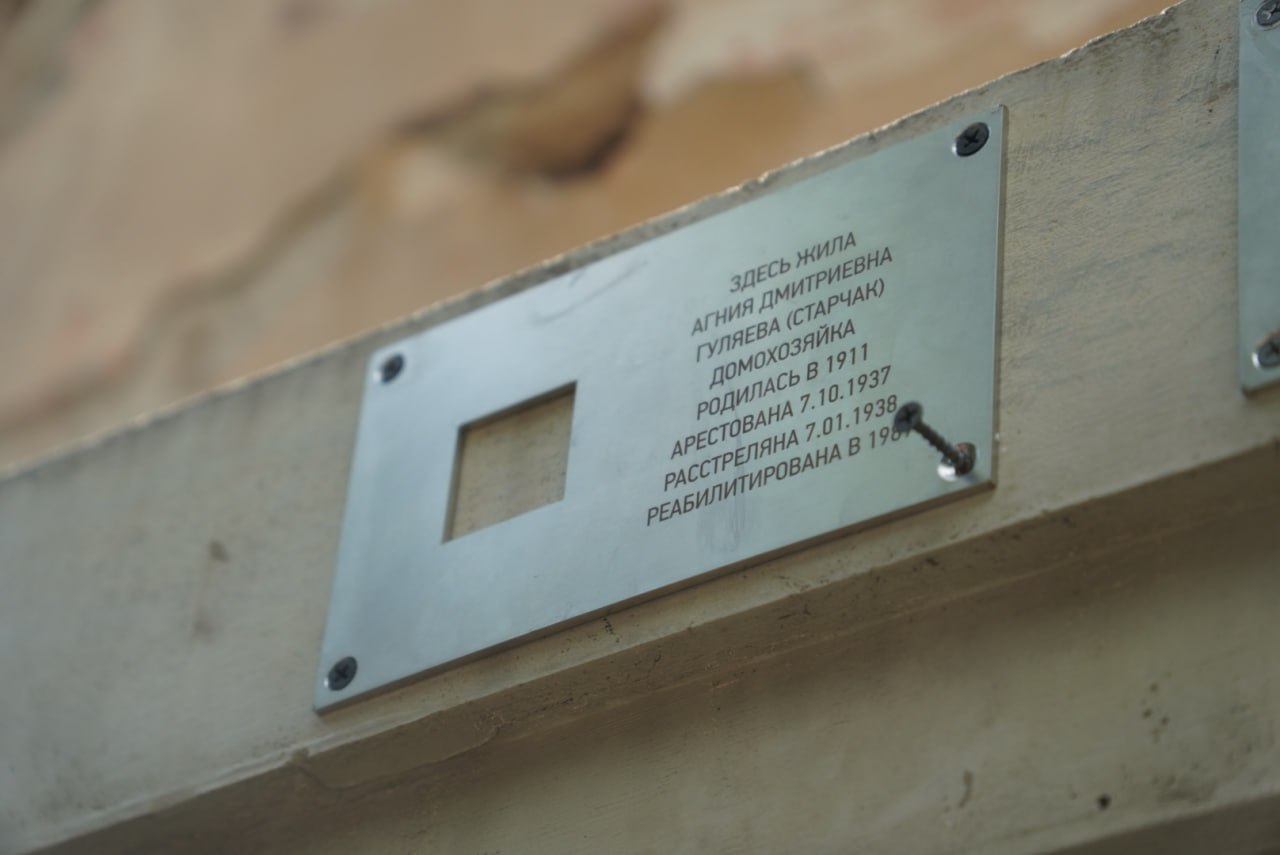 ЗДЕСЬ ЖИЛА
АГНИЯ ДМИТРИЕВНА
ГУЛЯЕВА (СТАРЧАК)
ДОМОХОЗЯЙКА
РОДИЛАСЬ В 1911
АРЕСТОВАНА 7.10.1937
РАССТРЕЛЯНА 7.01.1938
РЕАБИЛИТИРОВАНА В